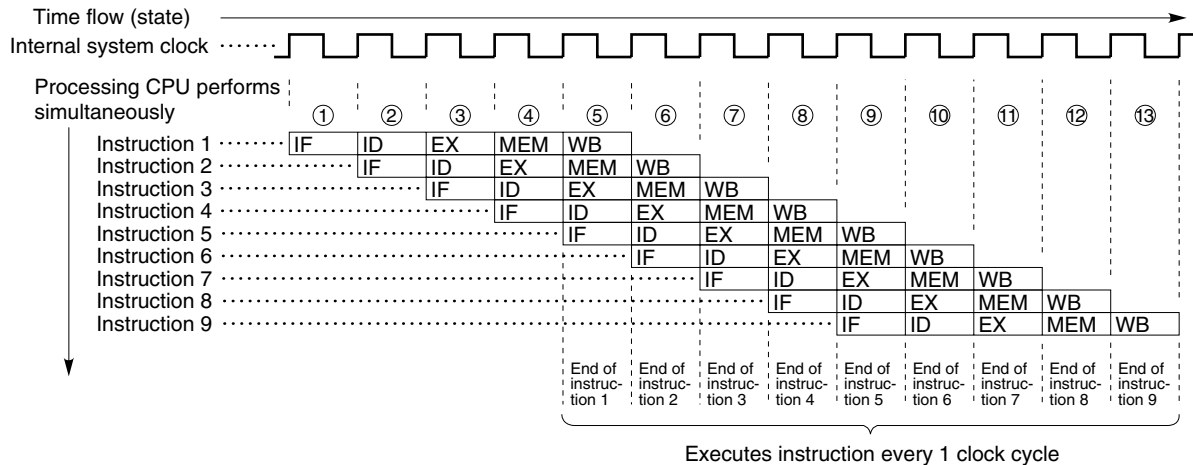 Time flow (state)
Internal system clock
Processing CPU performs
simultaneously
① ② ③ ④ ⑤ ⑥ ⑦ ⑧ ⑨ ⑩ ⑪ ⑫ ⑬
Instruction 1 IF ID EX MEM WB
Instruction 2 IF ID EX MEM WB
Instruction 3 IF ID EX MEM WB
Instruction 4 IF ID EX MEM WB
Instruction 5 IF ID EX MEM WB
Instruction 6 IF ID EX MEM WB
Instruction 7 IF ID EX MEM WB
Instruction 8 IF ID EX MEM WB
Instruction 9 IF ID EX MEM WB
End of End of End of End of End of End of End of End of End of
instruc- instruc- instruc- instruc- instruc- instruc- instruc- instruc- instruc-
tion 1 tion 2 tion 3 tion 4 tion 5 tion 6 tion 7 tion 8 tion 9
Executes instruction every 1 clock cycle